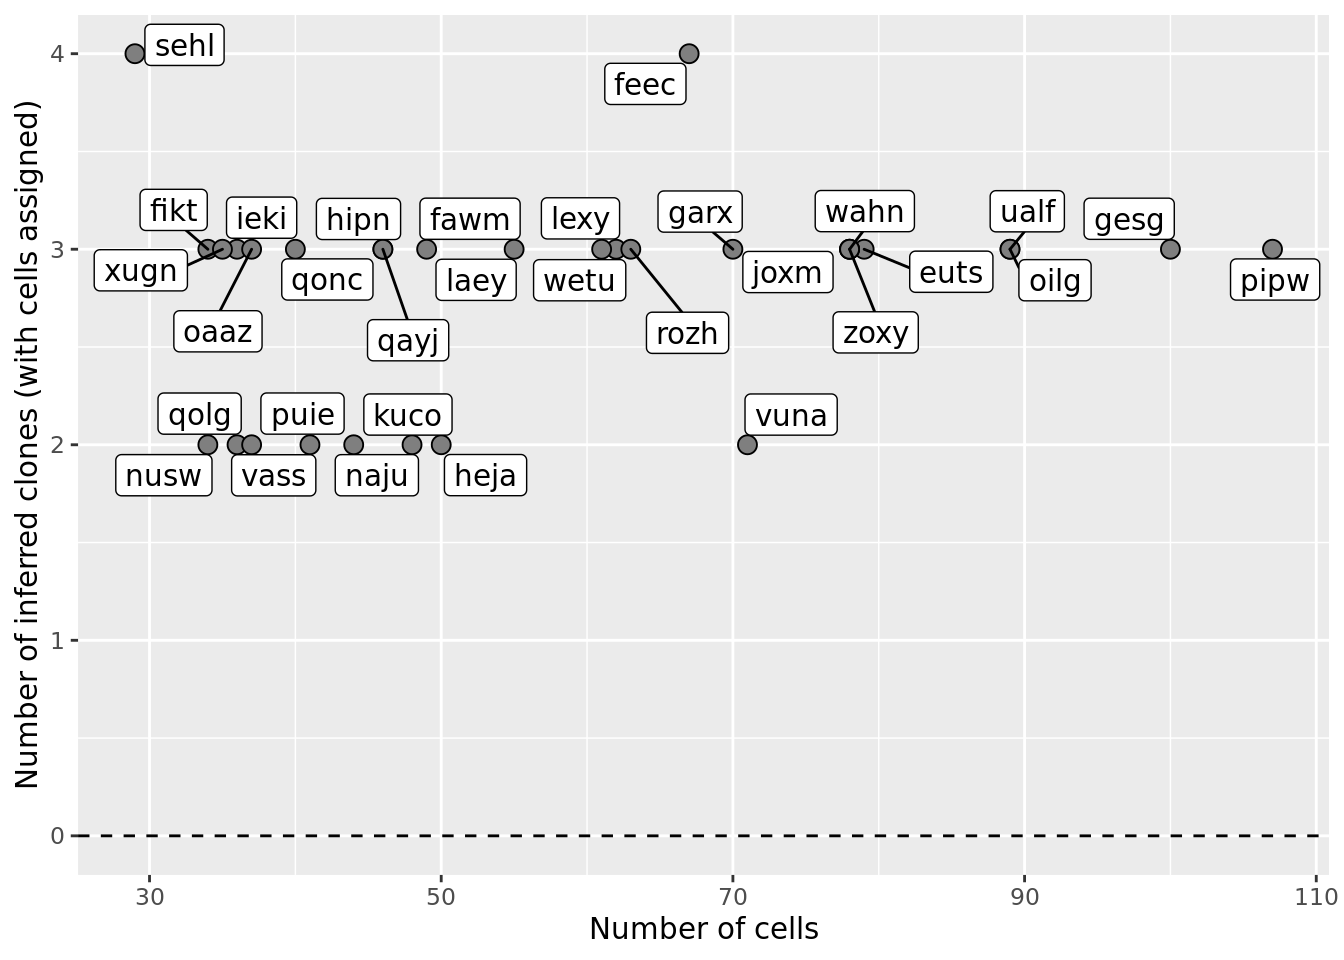 4
sehl
feec
fikt
ieki
hipn
fawm
lexy
garx
wahn
ualf
gesg
3
xugn
qonc
laey
wetu
joxm
euts
oilg
pipw
oaaz
qayj
rozh
zoxy
qolg
puie
kuco
vuna
2
nusw
vass
naju
heja
1
0
30 50 70 90 110
Number of cells
Number of inferred clones (with cells assigned)